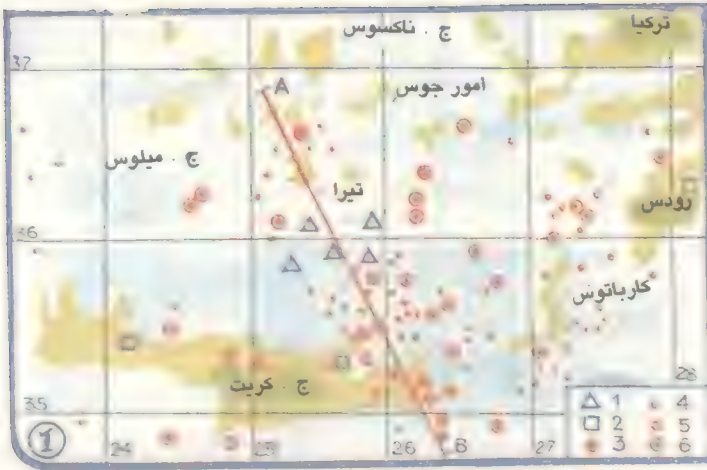 ج . ناكسوس
تركيا
37
A
امور جوس
ج . ميلوس
تيرا
رودس
36
كارباتوس
28
ج . كريت
35
24
25
26
B
27
1
2
3
4
5
6
1